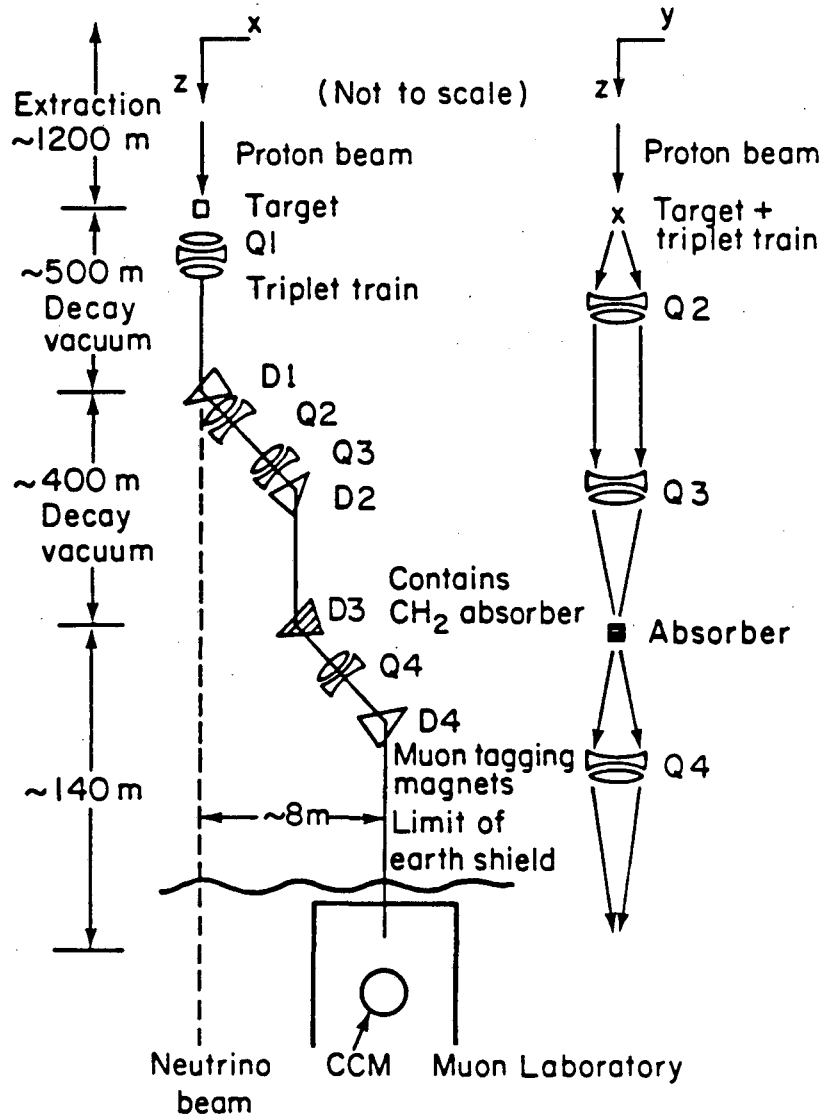 x
y
z
(Not to scale)
z
Extraction
~1200 m
Proton beam
Proton beam
Target
x Target +
triplet train
Q1
~500 m
Decay
vacuum
Triplet train
Q2
D1
Q2
Q3
D2
~400 m
Decay
vacuum
Q3
Contains
CH2 absorber
D3
Absorber
Q4
D4
Q4
Muon tagging
magnets
~140 m
~8m
Limit of
earth shield
Neutrino
beam
CCM
Muon Laboratory